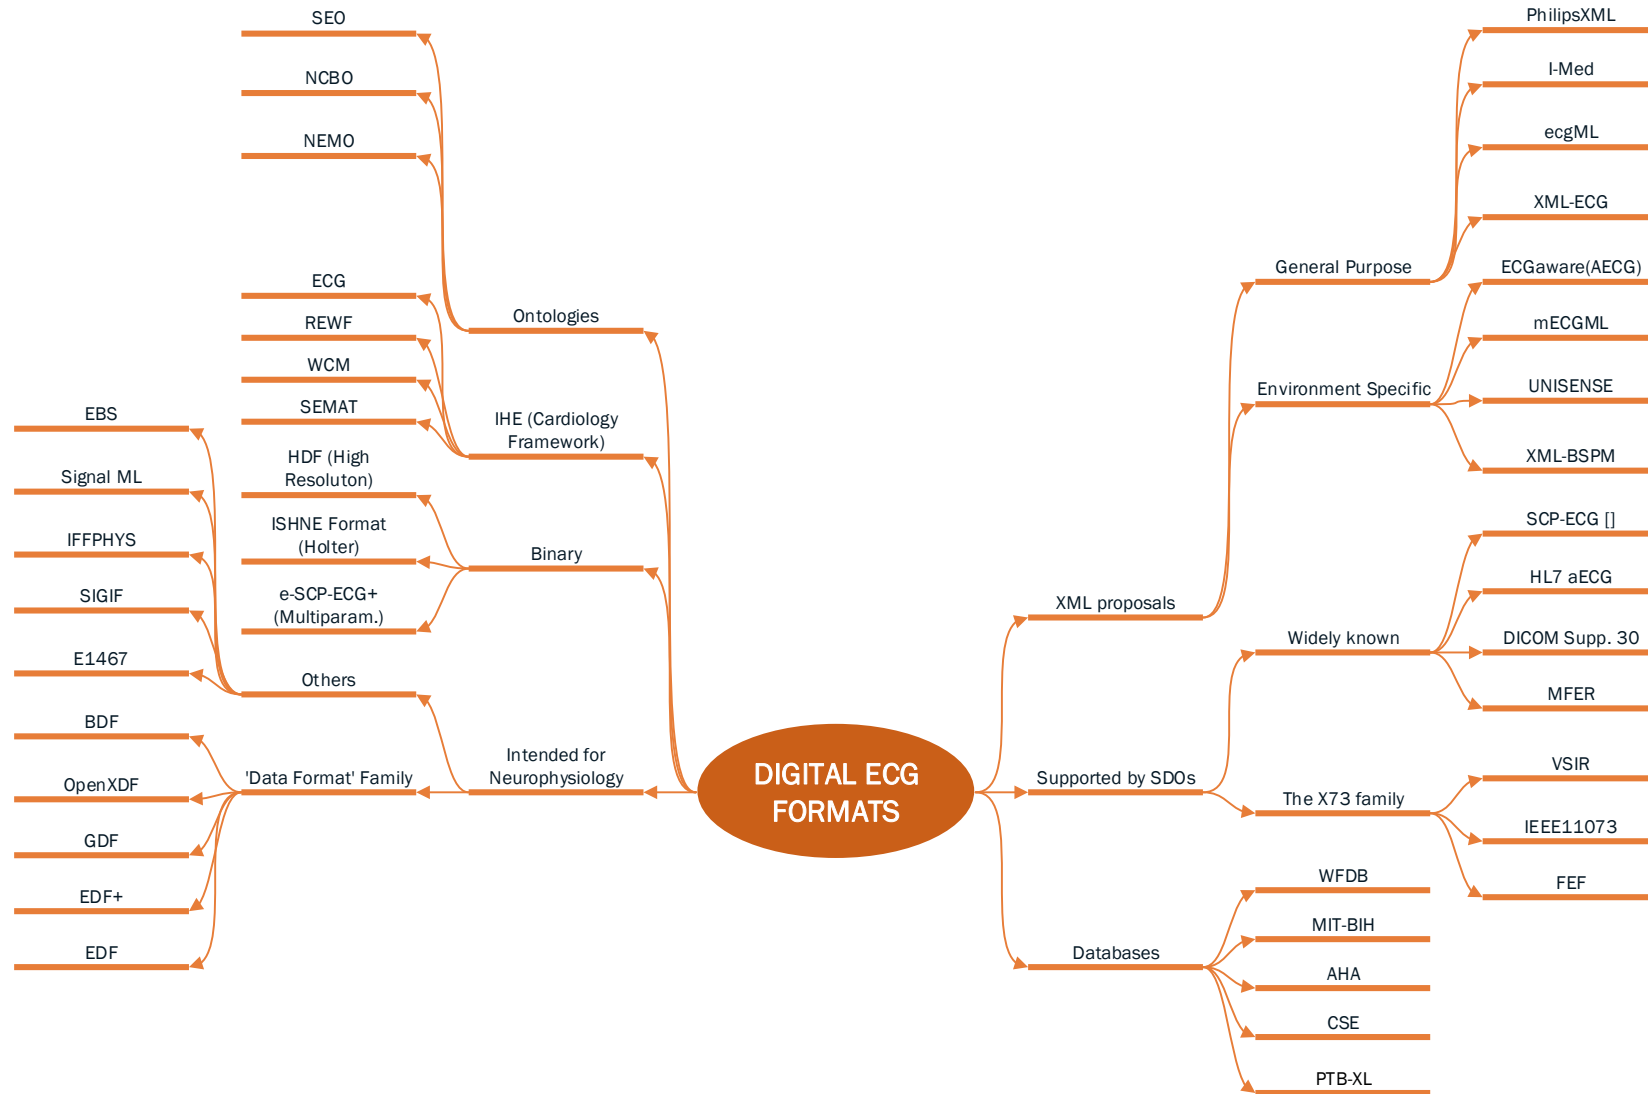 SEO
NCBO
NEMO
ECG
REWF
WCM
SEMAT
HDF (High
Resoluton)
ISHNE Format
(Holter)
e-SCP-ECG+
(Multiparam.)
Ontologies
IHE (Cardiology
Framework)
Binary
EBS
Signal ML
IFFPHYS
SIGIF
E1467
BDF
OpenXDF
GDF
EDF+
EDF
Others
'Data Format' Family
Intended for
Neurophysiology
DIGITAL ECG
FORMATS
XML proposals
Supported by SDOs
Databases
General Purpose
Environment Specific
Widely known
The X73 family
PhilipsXML
I-Med
ecgML
XML-ECG
ECGaware(AECG)
mECGML
UNISENSE
XML-BSPM
SCP-ECG []
HL7 aECG
DICOM Supp. 30
MFER
VSIR
IEEE11073
FEF
WFDB
MIT-BIH
AHA
CSE
PTB-XL